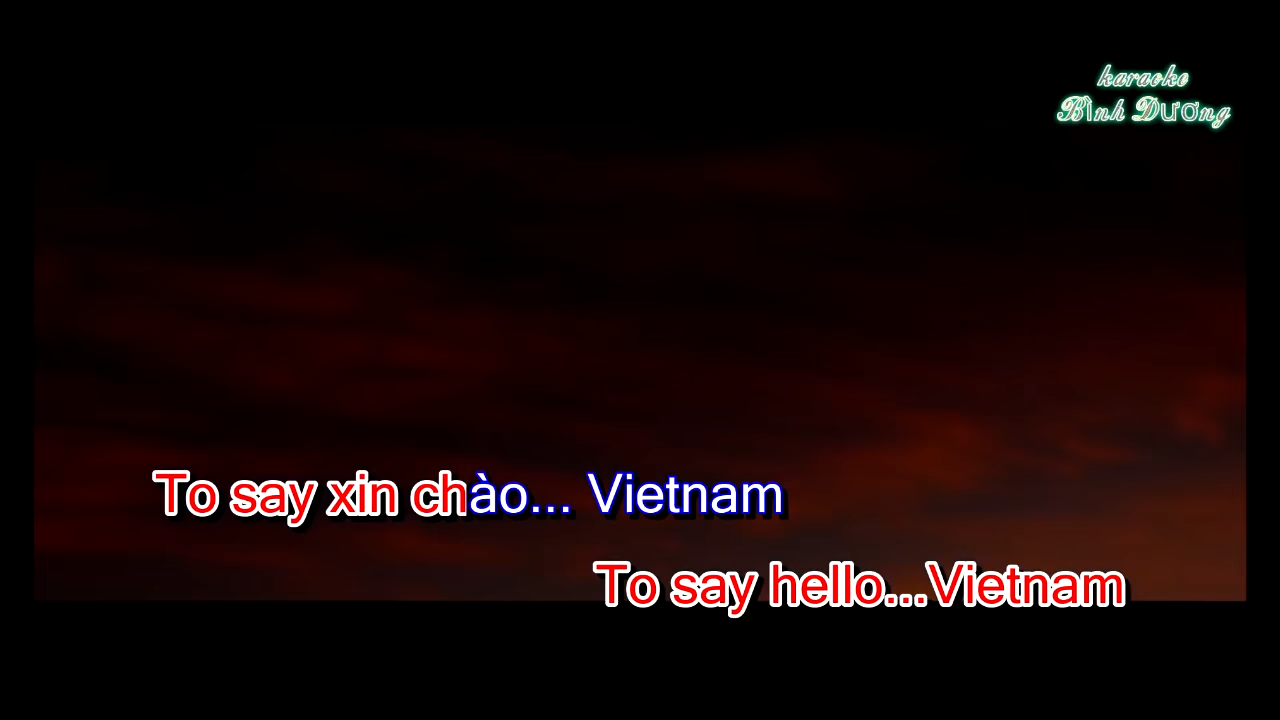 karaoke
Bình Dương
To say xin chào... Vietnam
To say hello...Vietnam